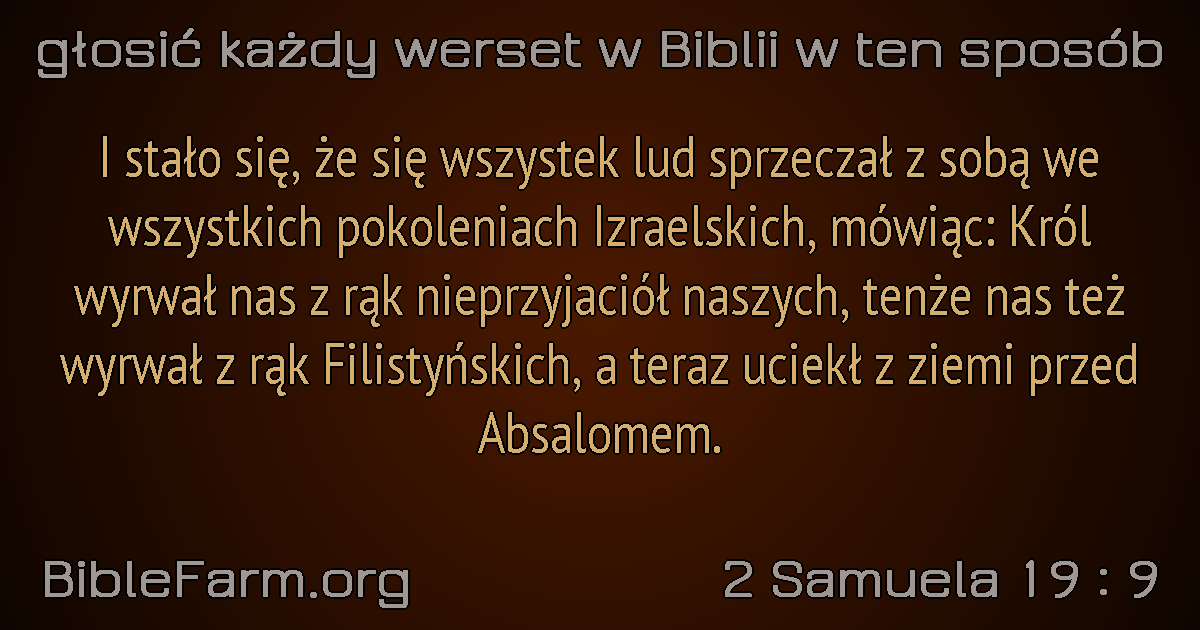 głosić każdy werset w Biblii w ten sposób
I stało się, że się wszystek lud sprzeczał z sobą we
wszystkich pokoleniach Izraelskich, mówiąc: Król
wyrwał nas z rąk nieprzyjaciół naszych, tenże nas też
wyrwał z rąk Filistyńskich, a teraz uciekł z ziemi przed
Absalomem.
BibleFarm.org
2 Samuela 19 : 9